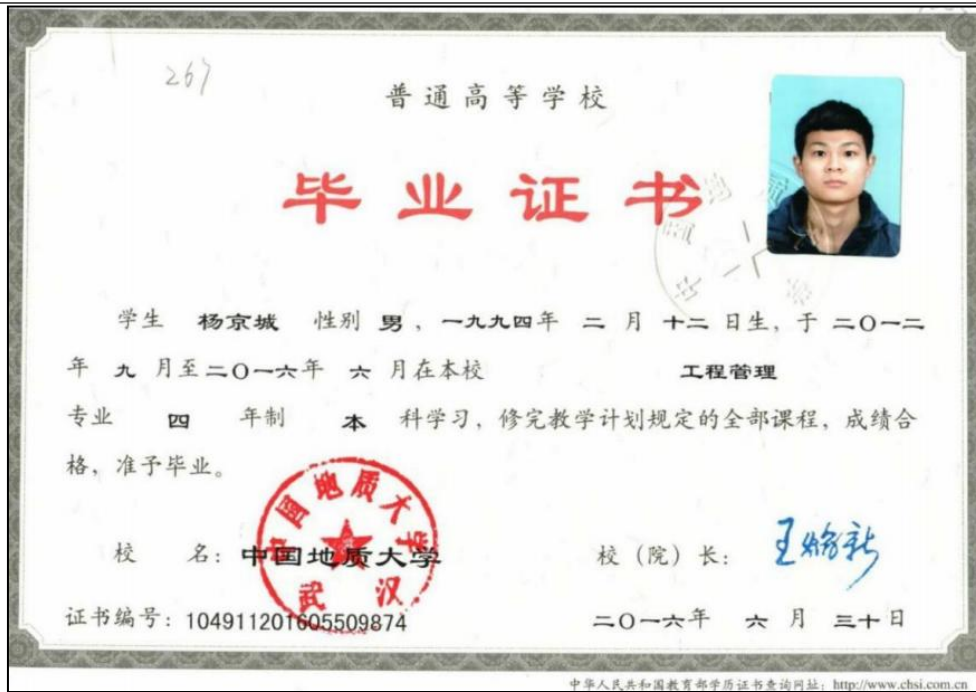 267
普通高等学校
毕业证书
学生 杨京城 性别 男，一九九四年 二 月 十二 日生，于 二〇一二
年 九 月至二〇一六年 六 月在本校 工程管理
专业 四 年制 本 科学习，修完教学计划规定的全部课程，成绩合
格，准予毕业。
中国地质大学
武汉
校 名：中国地质大学 校（院）长：王焰新
证书编号：104911201605509874 二〇一六年 六 月 三十日
中华人民共和国教育部学历证书查询网址：http://www.chsi.com.cn